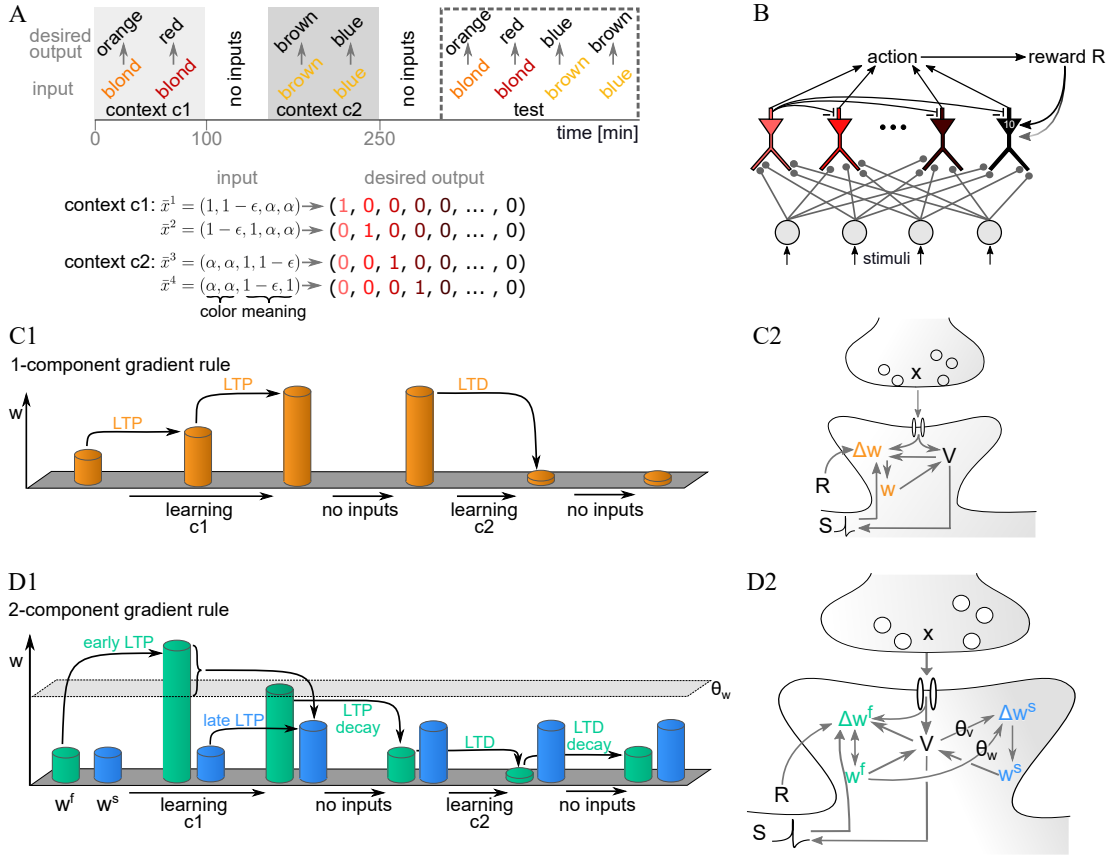 A
desired output
orange
red
brown
blue
orange
red
blue
brown
input
blond
blond
no inputs
brown
blue
no inputs
blond
blond
brown
blue
context c1
context c2
test
0
100
250
time [min]
input
desired output
context c1: x̄¹ = (1, 1 − ϵ, α, α) → (1, 0, 0, 0, 0, ... , 0)
x̄² = (1 − ϵ, 1, α, α) → (0, 1, 0, 0, 0, ... , 0)
context c2: x̄³ = (α, α, 1, 1 − ϵ) → (0, 0, 1, 0, 0, ... , 0)
x̄⁴ = (α, α, 1 − ϵ, 1) → (0, 0, 0, 1, 0, ... , 0)
color meaning
B
action
reward R
10
stimuli
C1
1-component gradient rule
w
LTP
LTP
LTD
learning c1
no inputs
learning c2
no inputs
C2
x
Δw
V
w
R
S
D1
2-component gradient rule
w
early LTP
θw
late LTP
LTP decay
LTD
LTD decay
wᶠ
wˢ
learning c1
no inputs
learning c2
no inputs
D2
x
Δwᶠ
Δwˢ
θv
V
θw
wᶠ
wˢ
R
S